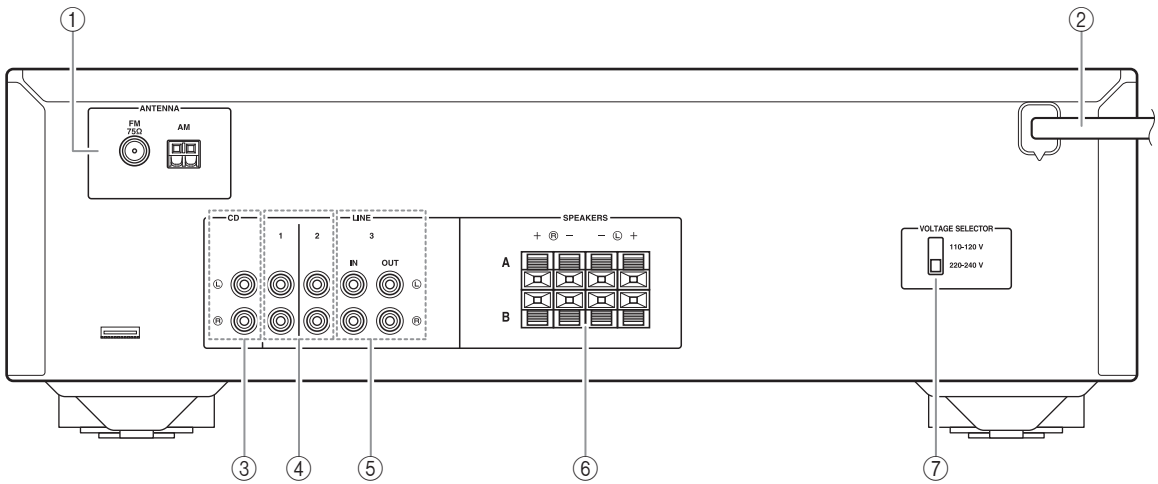 ① ②
ANTENNA
FM
75Ω
AM
CD
LINE
1 2 3
IN OUT
Ⓛ Ⓛ
Ⓡ Ⓡ
SPEAKERS
+ Ⓡ − − Ⓛ +
A
B
VOLTAGE SELECTOR
110-120 V
220-240 V
③ ④ ⑤ ⑥ ⑦